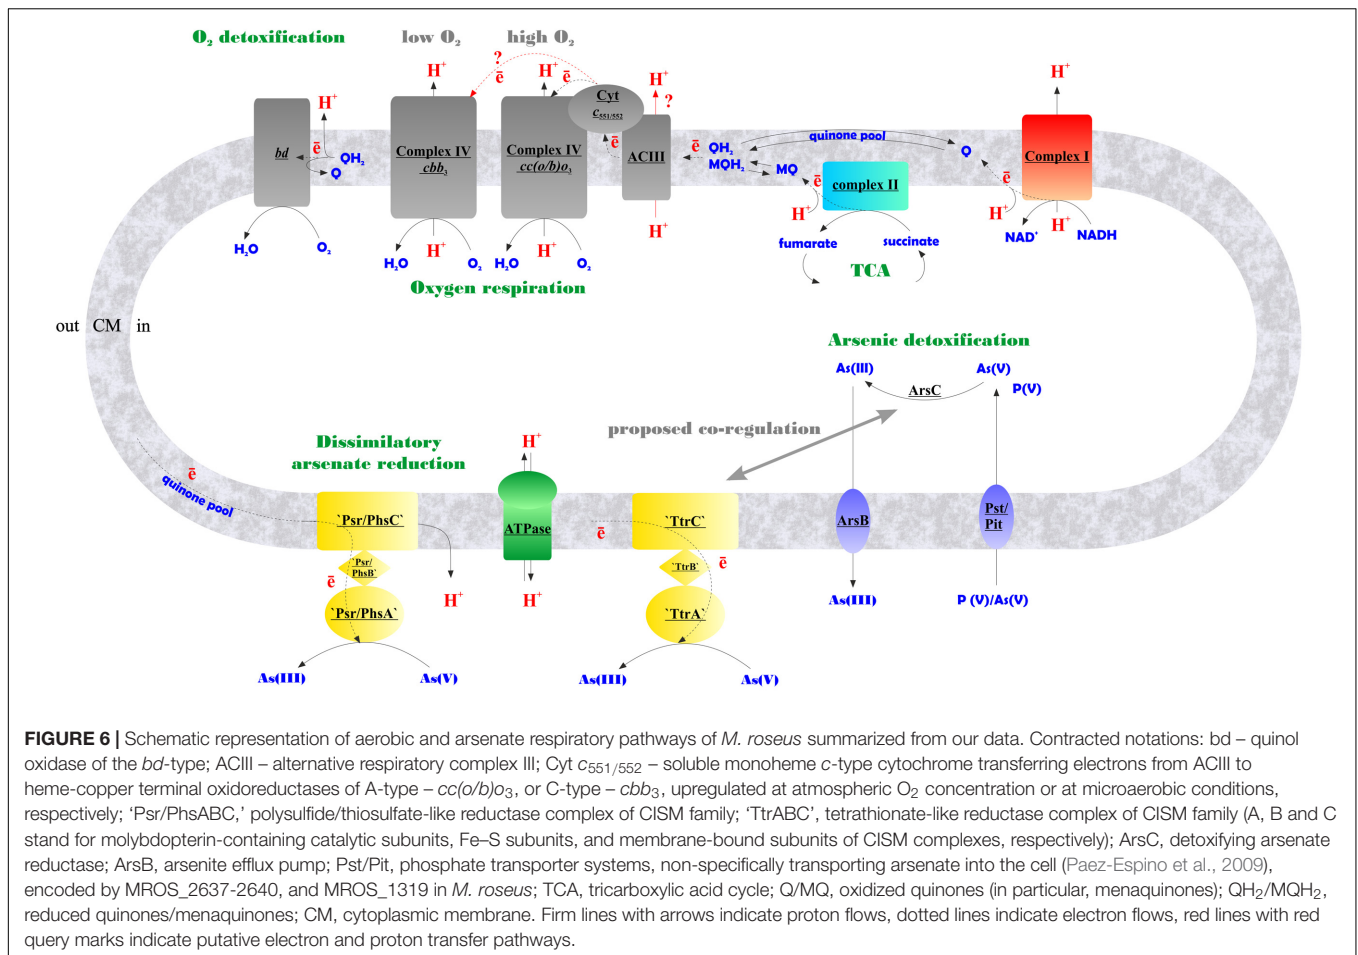 O₂ detoxification
low O₂
high O₂
?
ē
H⁺
H⁺
ē
H⁺
?
H⁺
H⁺
Cyt
c₅₅₁/₅₅₂
bd
ē
QH₂
Q
Complex IV
cbb₃
Complex IV
cc(o/b)o₃
ē
ACIII
ē
QH₂
MQH₂
MQ
quinone pool
Q
Complex I
ē
complex II
ē
H⁺
H⁺
H⁺
H₂O
O₂
H₂O
H⁺
O₂
H₂O
H⁺
O₂
H⁺
fumarate
succinate
NAD⁺
NADH
TCA
Oxygen respiration
out CM in
Arsenic detoxification
As(III)
As(V)
ArsC
P(V)
proposed co-regulation
Dissimilatory
arsenate reduction
H⁺
ē
quinone pool
`Psr/PhsC`
ATPase
ē
`TtrC`
ArsB
Pst/
Pit
`Psr/
PhsB`
ē
`TtrB`
ē
H⁺
H⁺
`Psr/PhsA`
`TtrA`
As(III)
P (V)/As(V)
As(III)
As(V)
As(III)
As(V)
FIGURE 6 | Schematic representation of aerobic and arsenate respiratory pathways of M. roseus summarized from our data. Contracted notations: bd – quinol
oxidase of the bd-type; ACIII – alternative respiratory complex III; Cyt c₅₅₁/₅₅₂ – soluble monoheme c-type cytochrome transferring electrons from ACIII to
heme-copper terminal oxidoreductases of A-type – cc(o/b)o₃, or C-type – cbb₃, upregulated at atmospheric O₂ concentration or at microaerobic conditions,
respectively; ‘Psr/PhsABC,’ polysulfide/thiosulfate-like reductase complex of CISM family; ‘TtrABC’, tetrathionate-like reductase complex of CISM family (A, B and C
stand for molybdopterin-containing catalytic subunits, Fe–S subunits, and membrane-bound subunits of CISM complexes, respectively); ArsC, detoxifying arsenate
reductase; ArsB, arsenite efflux pump; Pst/Pit, phosphate transporter systems, non-specifically transporting arsenate into the cell (Paez-Espino et al., 2009),
encoded by MROS_2637-2640, and MROS_1319 in M. roseus; TCA, tricarboxylic acid cycle; Q/MQ, oxidized quinones (in particular, menaquinones); QH₂/MQH₂,
reduced quinones/menaquinones; CM, cytoplasmic membrane. Firm lines with arrows indicate proton flows, dotted lines indicate electron flows, red lines with red
query marks indicate putative electron and proton transfer pathways.